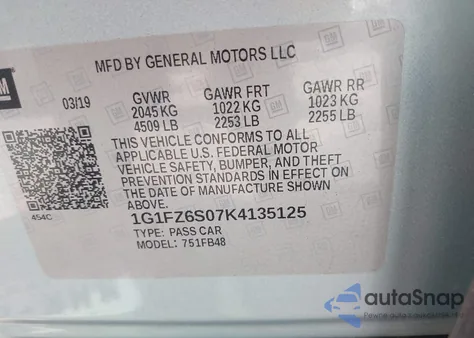 GM
MFD BY GENERAL MOTORS LLC
03/19 GVWR GAWR FRT GAWR RR
2045 KG 1022 KG 1023 KG
4509 LB 2253 LB 2255 LB
THIS VEHICLE CONFORMS TO ALL
APPLICABLE U.S. FEDERAL MOTOR
VEHICLE SAFETY, BUMPER, AND THEFT
PREVENTION STANDARDS IN EFFECT ON
THE DATE OF MANUFACTURE SHOWN
ABOVE.
454C
1G1FZ6S07K4135125
TYPE: PASS CAR
MODEL: 751FB48
autoSnap